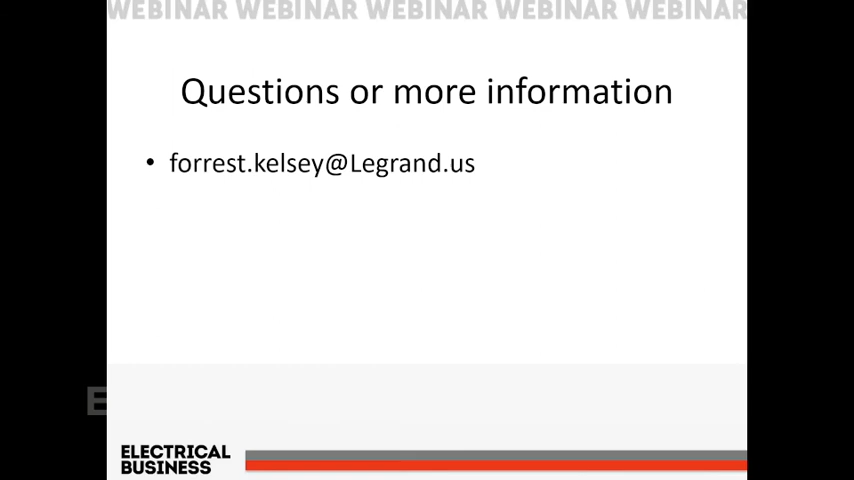 WEBINAR WEBINAR WEBINAR WEBINAR WEBINAR
Questions or more information
• forrest.kelsey@Legrand.us
E
ELECTRICAL
BUSINESS